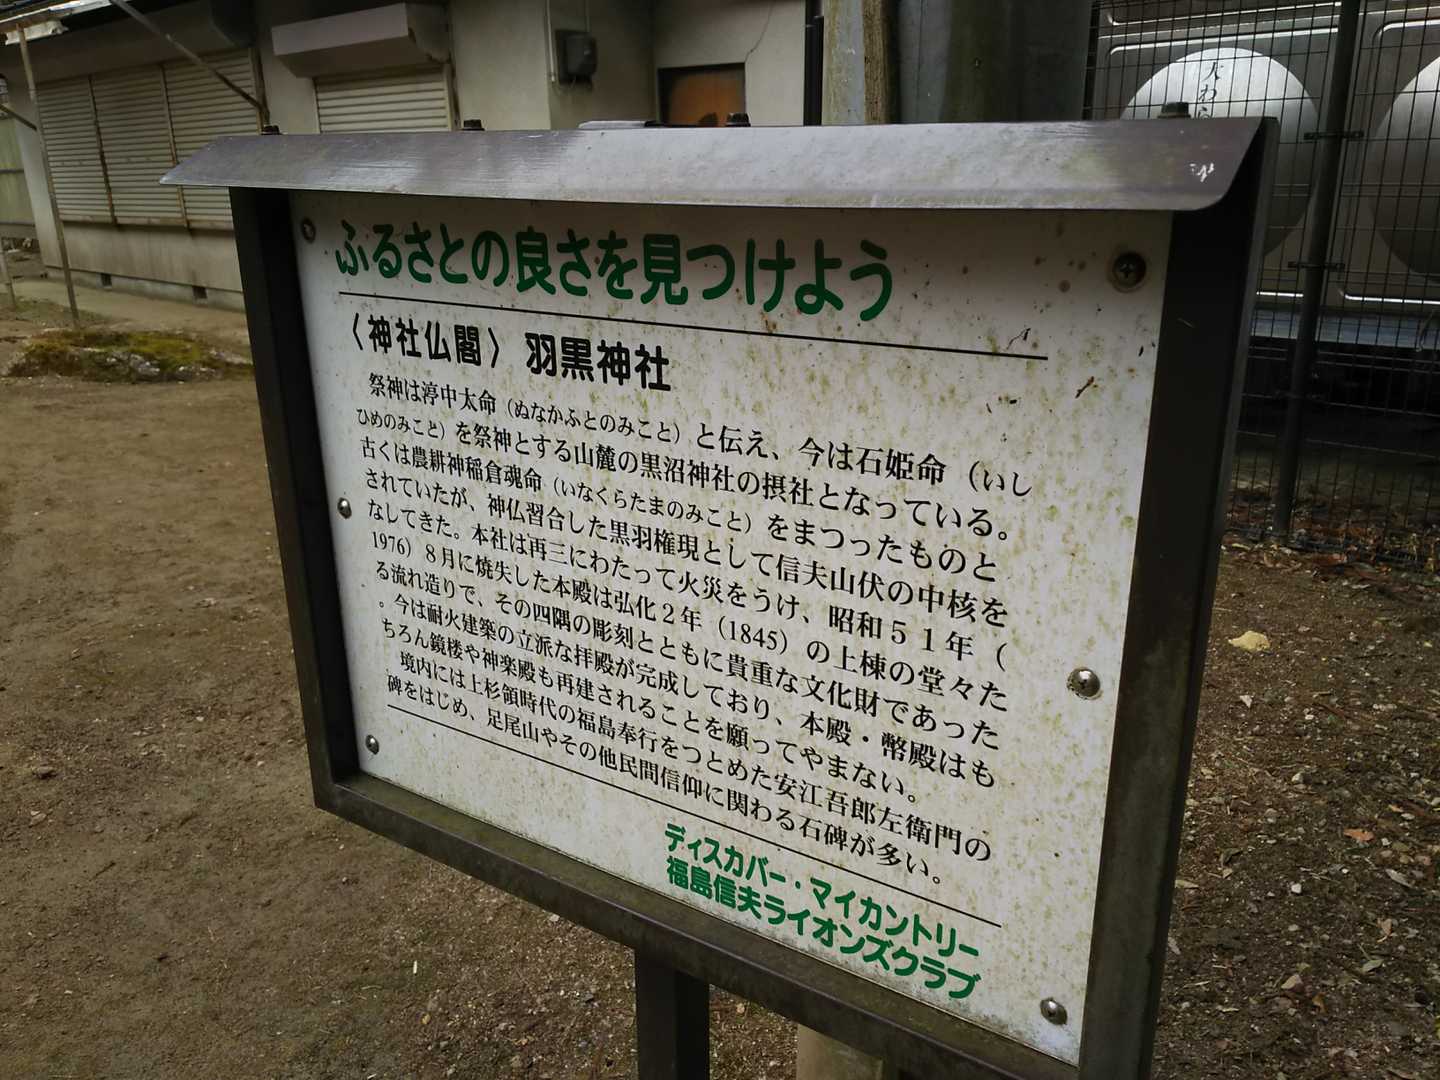 ふるさとの良さを見つけよう
〈神社仏閣〉 羽黒神社
祭神は渟中太命（ぬなかふとのみこと）と伝え、今は石姫命（いし
ひめのみこと）を祭神とする山麓の黒沼神社の摂社となっている。
古くは農耕神稲倉魂命（いなくらたまのみこと）をまつったものと
されていたが、神仏習合した黒羽権現として信夫山伏の中核を
なしてきた。本社は再三にわたって火災をうけ、昭和５１年（
1976）８月に焼失した本殿は弘化２年（1845）の上棟の堂々た
る流れ造りで、その四隅の彫刻とともに貴重な文化財であった
。今は耐火建築の立派な拝殿が完成しており、本殿・幣殿はも
ちろん鏡楼や神楽殿も再建されることを願ってやまない。
境内には上杉領時代の福島奉行をつとめた安江吾郎左衛門の
碑をはじめ、足尾山やその他民間信仰に関わる石碑が多い。
ディスカバー・マイカントリー
福島信夫ライオンズクラブ
大わら